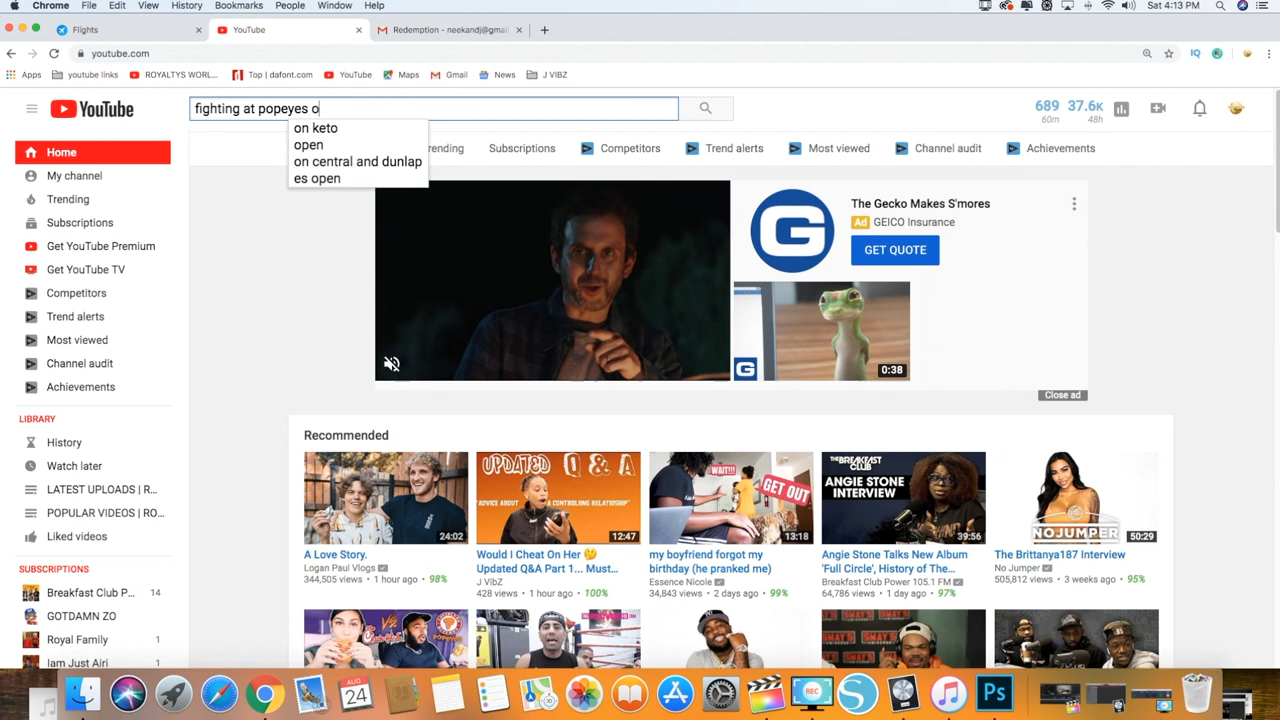 Chrome File Edit View History Bookmarks People Window Help Sat 4:13 PM
Flights YouTube Redemption - neekandj@gmail
youtube.com
Apps youtube links ROYALTYS WORL... Top | dafont.com YouTube Maps Gmail News J VIBZ
YouTube fighting at popeyes o 689 37.6K
60m 48h
on keto
open
on central and dunlap
es open
rending Subscriptions Competitors Trend alerts Most viewed Channel audit Achievements
Home
My channel
Trending
Subscriptions
Get YouTube Premium
Get YouTube TV
Competitors
Trend alerts
Most viewed
Channel audit
Achievements
LIBRARY
History
Watch later
LATEST UPLOADS | R...
POPULAR VIDEOS | RO...
Liked videos
SUBSCRIPTIONS
Breakfast Club P... 14
GOTDAMN ZO
Royal Family 1
Iam Just Airi 1
The Gecko Makes S'mores
Ad GEICO Insurance
GET QUOTE
G
G
0:38
Close ad
Recommended
24:02
A Love Story.
Logan Paul Vlogs
344,505 views • 1 hour ago • 98%
UPDATED Q & A
"ADVICE ABOUT A CONTROLING RELATIOSHIP"
12:47
Would I Cheat On Her 🤔
Updated Q&A Part 1... Must...
J VibZ
428 views • 1 hour ago • 100%
WAIT!!!
GET OUT
13:18
my boyfriend forgot my
birthday (he pranked me)
Essence Nicole
34,843 views • 2 days ago • 99%
THE BREAKFAST
CLUB
ANGIE STONE
INTERVIEW
39:56
Angie Stone Talks New Album
'Full Circle', History of The...
Breakfast Club Power 105.1 FM
64,786 views • 1 day ago • 97%
NOJUMPER
50:29
The Brittanya187 Interview
No Jumper
505,812 views • 3 weeks ago • 95%
SWAY'S
UNIVERSE
AUG
24
REC
Ps